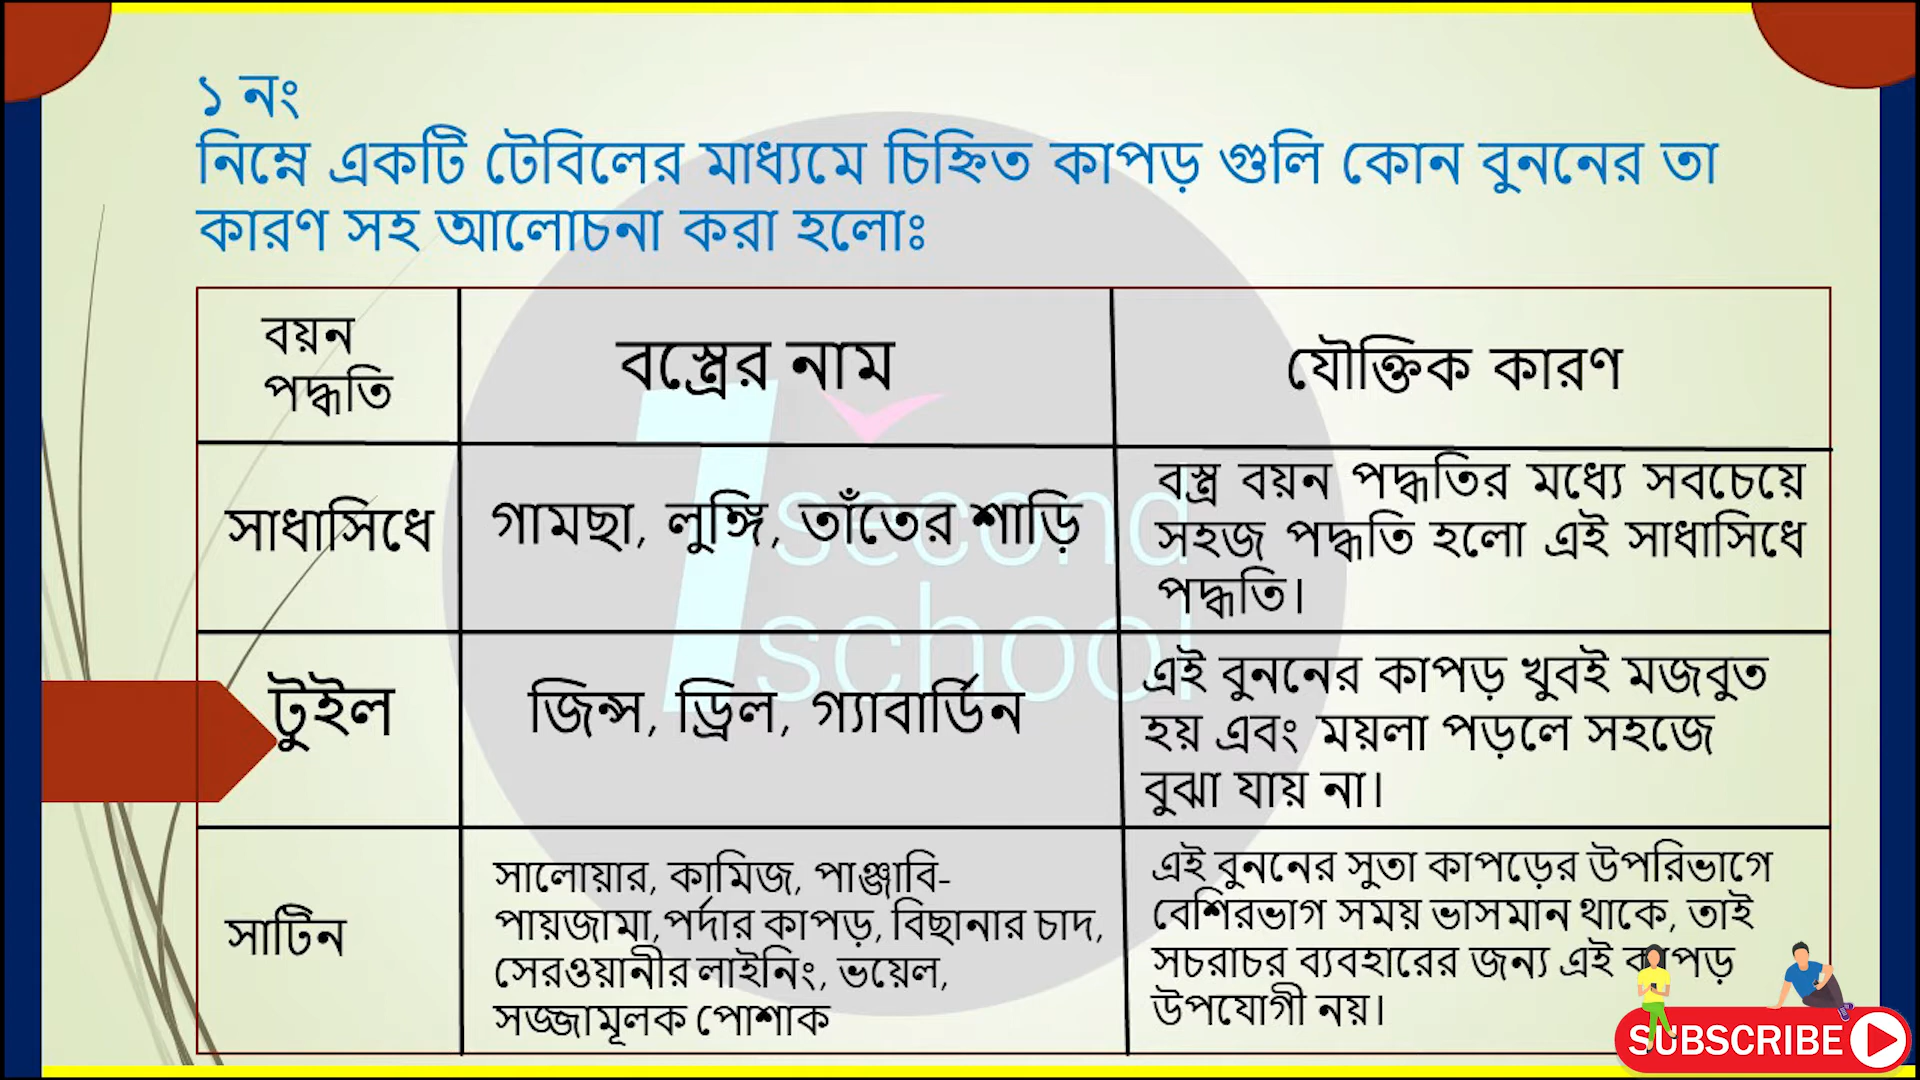 ১ নং
নিম্নে একটি টেবিলের মাধ্যমে চিহ্নিত কাপড় গুলি কোন বুননের তা
কারণ সহ আলোচনা করা হলোঃ
বয়ন
পদ্ধতি
বস্ত্রের নাম
যৌক্তিক কারণ
সাধাসিধে
গামছা, লুঙ্গি, তাঁতের শাড়ি
বস্ত্র বয়ন পদ্ধতির মধ্যে সবচেয়ে
সহজ পদ্ধতি হলো এই সাধাসিধে
পদ্ধতি।
টুইল
জিন্স, ড্রিল, গ্যাবার্ডিন
এই বুননের কাপড় খুবই মজবুত
হয় এবং ময়লা পড়লে সহজে
বুঝা যায় না।
সাটিন
সালোয়ার, কামিজ, পাঞ্জাবি-
পায়জামা,পর্দার কাপড়, বিছানার চাদ,
সেরওয়ানীর লাইনিং, ভয়েল,
সজ্জামূলক পোশাক
এই বুননের সুতা কাপড়ের উপরিভাগে
বেশিরভাগ সময় ভাসমান থাকে, তাই
সচরাচর ব্যবহারের জন্য এই কাপড়
উপযোগী নয়।
1 second
school
SUBSCRIBE